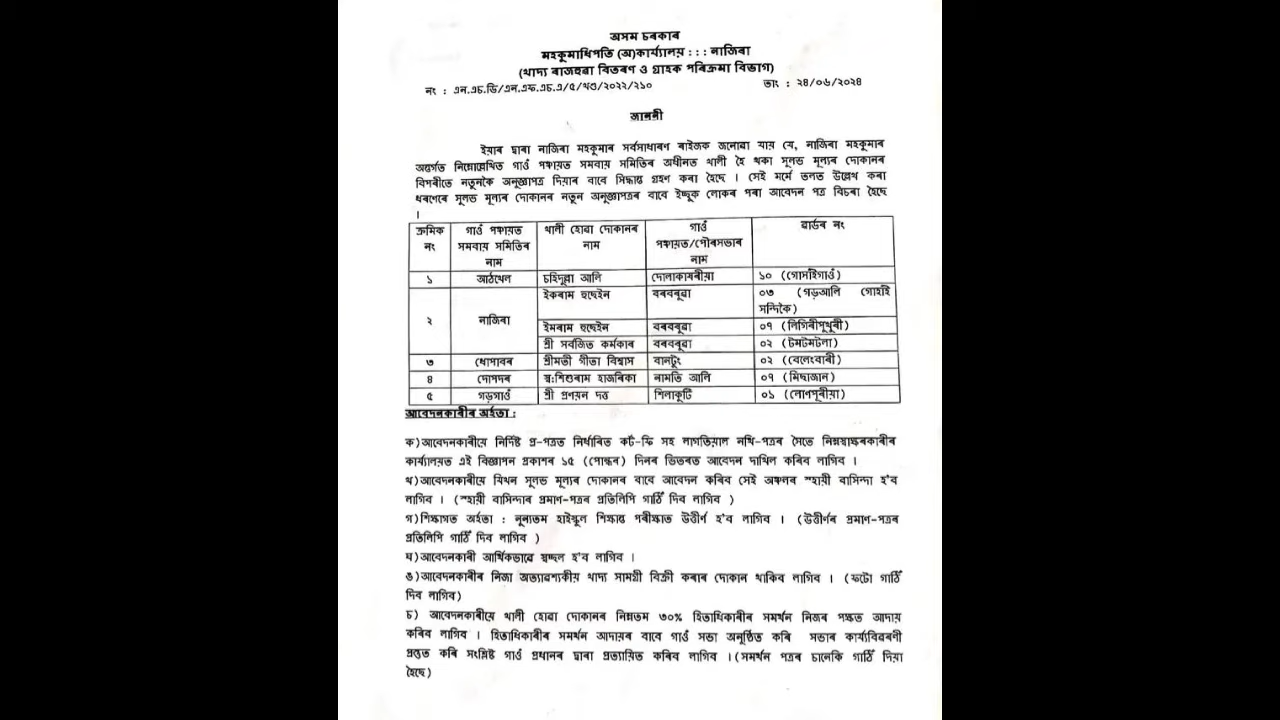 অসম চৰকাৰ
মহকুমাধিপতি (অ)কাৰ্য্যালয় : : : নাজিৰা
(খাদ্য ৰাজহুৱা বিতৰণ ও গ্ৰাহক পৰিক্ৰমা বিভাগ)
নং : এন.এচ.ডি/এন.এফ.এচ.এ/৫/খণ্ড/২০২২/২১০ তাং : ২৪/০৬/২০২৪
জাননী
ইয়াৰ দ্বাৰা নাজিৰা মহকুমাৰ সৰ্বসাধাৰণ ৰাইজক জনোৱা যায় যে, নাজিৰা মহকুমাৰ
অন্তৰ্গত নিম্নোল্লেখিত গাওঁ পঞ্চায়ত সমবায় সমিতিৰ অধীনত খালী হৈ থকা সূলভ মূল্যৰ দোকানৰ
বিপৰীতে নতুনকৈ অনূজ্ঞাপত্ৰ দিয়াৰ বাবে সিদ্ধান্ত গ্ৰহণ কৰা হৈছে । সেই মৰ্মে তলত উল্লেখ কৰা
ধৰণেৰে সূলভ মূল্যৰ দোকানৰ নতুন অনূজ্ঞাপত্ৰৰ বাবে ইচ্ছুক লোকৰ পৰা আবেদন পত্ৰ বিচৰা হৈছে
।
ক্ৰমিক নং গাওঁ পঞ্চায়ত সমবায় সমিতিৰ নাম খালী হোৱা দোকানৰ নাম গাওঁ পঞ্চায়ত/পৌৰসভাৰ নাম ৱাৰ্ডৰ নং
১ আঠখেল চহিদুল্লা আলি দোলাকাষৰীয়া ১০ (গোসাঁইগাওঁ)
২ নাজিৰা ইকৰাম হুছেইন বৰবৰূৱা ০৩ (গড়আলি গোহাঁই সন্দিকৈ)
ইমৰাম হুছেইন বৰবৰূৱা ০৭ (লিগিৰীপূখুৰী)
শ্ৰী সৰ্বজিত কৰ্মকাৰ বৰবৰূৱা ০২ (টমটমটলা)
৩ ধোপাবৰ শ্ৰীমতী গীতা বিশ্বাস বানটুং ০২ (বেলেংবাৰী)
৪ দোপদৰ স্ব:শিশুৰাম হাজৰিকা নামতি আলি ০৭ (মিছাজান)
৫ গড়গাওঁ শ্ৰী প্ৰণয়ন দত্ত শিলাকূটি ০১ (লোণপূৰীয়া)
আবেদনকাৰীৰ অৰ্হতা :
ক)আবেদনকাৰীয়ে নিৰ্দিষ্ট প্ৰ-পত্ৰত নিৰ্ধাৰিত কৰ্ট-ফি সহ লাগতিয়াল নথি-পত্ৰৰ সৈতে নিম্নস্বাক্ষৰকাৰীৰ
কাৰ্য্যালয়ত এই বিজ্ঞাপন প্ৰকাশৰ ১৫ (পোন্ধৰ) দিনৰ ভিতৰত আবেদন দাখিল কৰিব লাগিব ।
খ)আবেদনকাৰীয়ে যিখন সূলভ মূল্যৰ দোকানৰ বাবে আবেদন কৰিব সেই অঞ্চলৰ স্হায়ী বাসিন্দা হ'ব
লাগিব । (স্হায়ী বাসিন্দাৰ প্ৰমাণ-পত্ৰৰ প্ৰতিলিপি গাঠিঁ দিব লাগিব )
গ)শিক্ষাগত অৰ্হতা : নূন্যতম হাইস্কুল শিক্ষান্ত পৰীক্ষাত উত্তীৰ্ণ হ'ব লাগিব । (উত্তীৰ্ণৰ প্ৰমাণ-পত্ৰৰ
প্ৰতিলিপি গাঠিঁ দিব লাগিব )
ঘ)আবেদনকাৰী আৰ্থিকভাৱে স্বচ্ছল হ'ব লাগিব ।
ঙ)আবেদনকাৰীৰ নিজা অত্যাৱশ্যকীয় খাদ্য সামগ্ৰী বিক্ৰী কৰাৰ দোকান থাকিব লাগিব । (ফটো গাঠিঁ
দিব লাগিব)
চ) আবেদনকাৰীয়ে খালী হোৱা দোকানৰ নিম্নতম ৩০% হিতাধিকাৰীৰ সমৰ্থন নিজৰ পক্ষত আদায়
কৰিব লাগিব । হিতাধিকাৰীৰ সমৰ্থন আদায়ৰ বাবে গাওঁ সভা অনূষ্ঠিত কৰি সভাৰ কাৰ্য্যবিৱৰণী
প্ৰস্তুত কৰি সংশ্লিষ্ট গাওঁ প্ৰধানৰ দ্বাৰা প্ৰত্যায়িত কৰিব লাগিব ।(সমৰ্থন পত্ৰৰ চানেকি গাঠিঁ দিয়া
হৈছে)